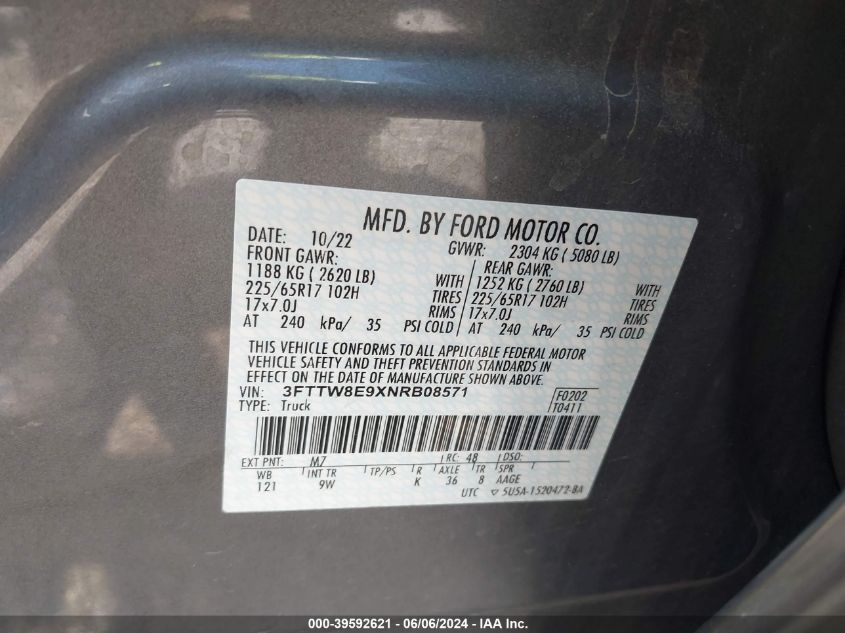 MFD. BY FORD MOTOR CO.
DATE: 10/22 GVWR: 2304 KG ( 5080 LB)
FRONT GAWR: REAR GAWR:
1188 KG ( 2620 LB) WITH 1252 KG ( 2760 LB) WITH
225/65R17 102H TIRES 225/65R17 102H TIRES
17x7.0J RIMS 17x7.0J RIMS
AT 240 kPa/ 35 PSI COLD AT 240 kPa/ 35 PSI COLD
THIS VEHICLE CONFORMS TO ALL APPLICABLE FEDERAL MOTOR
VEHICLE SAFETY AND THEFT PREVENTION STANDARDS IN
EFFECT ON THE DATE OF MANUFACTURE SHOWN ABOVE.
VIN: 3FTTW8E9XNRB08571 F0202
TYPE: Truck T0411
EXT PNT: M7 RC: 48 DSO:
WB INT TR TP/PS R AXLE TR SPR
121 9W K 36 8 AAGE
UTC ▽ 5U5A-1520472-BA
000-39592621 - 06/06/2024 - IAA Inc.